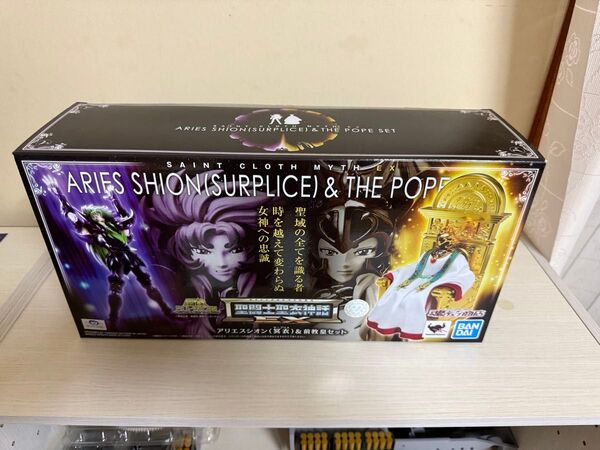 ARIES SHION(SURPLICE)&THE POPE SET
SAINT CLOTH MYTH EX
ARIES SHION(SURPLICE) & THE POPE
聖域の全てを識る者
時を越えて変わらぬ
女神への忠誠
聖闘士聖衣神話
EX
アリエスシオン(冥衣)&前教皇セット
BAN
DAI